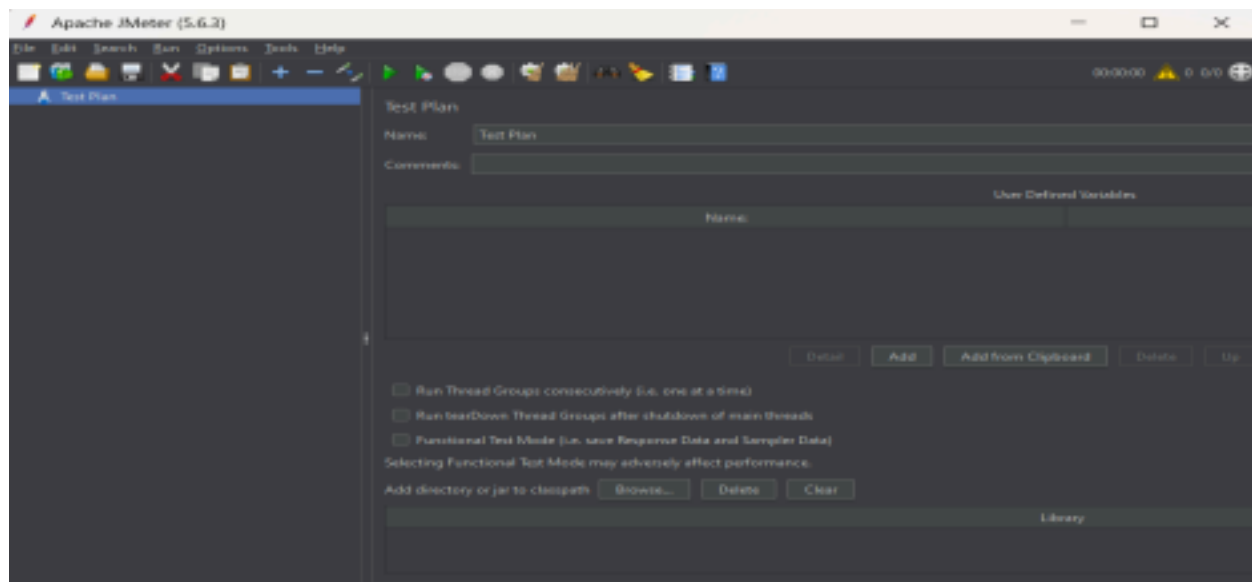 Apache JMeter (5.6.3)
File Edit Search Run Options Tools Help
00:00:00 0 0/0
Test Plan
Test Plan
Name: Test Plan
Comments:
User Defined Variables
Name:
Detail Add Add from Clipboard Delete Up
Run Thread Groups consecutively (i.e. one at a time)
Run tearDown Thread Groups after shutdown of main threads
Functional Test Mode (i.e. save Response Data and Sampler Data)
Selecting Functional Test Mode may adversely affect performance.
Add directory or jar to classpath Browse... Delete Clear
Library